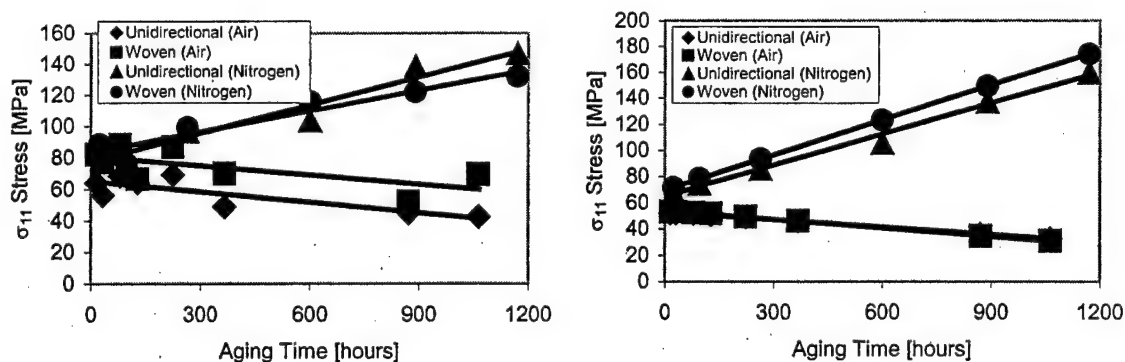 σ11 Stress [MPa]
160
140
120
100
80
60
40
20
0
Unidirectional (Air)
Woven (Air)
Unidirectional (Nitrogen)
Woven (Nitrogen)
0 300 600 900 1200
Aging Time [hours]
σ11 Stress [MPa]
200
180
160
140
120
100
80
60
40
20
0
Unidirectional (Air)
Woven (Air)
Unidirectional (Nitrogen)
Woven (Nitrogen)
0 300 600 900 1200
Aging Time [hours]